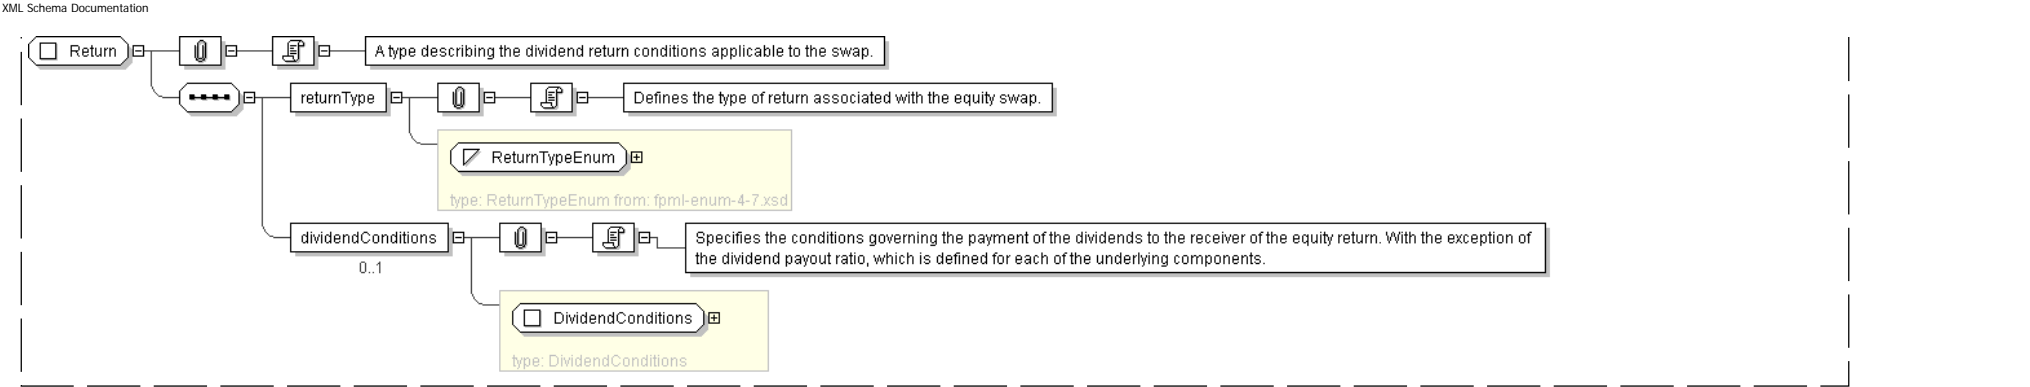 XML Schema Documentation
Return
A type describing the dividend return conditions applicable to the swap.
returnType
Defines the type of return associated with the equity swap.
ReturnTypeEnum
type: ReturnTypeEnum from: fpml-enum-4-7.xsd
dividendConditions
Specifies the conditions governing the payment of the dividends to the receiver of the equity return. With the exception of
the dividend payout ratio, which is defined for each of the underlying components.
0..1
DividendConditions
type: DividendConditions